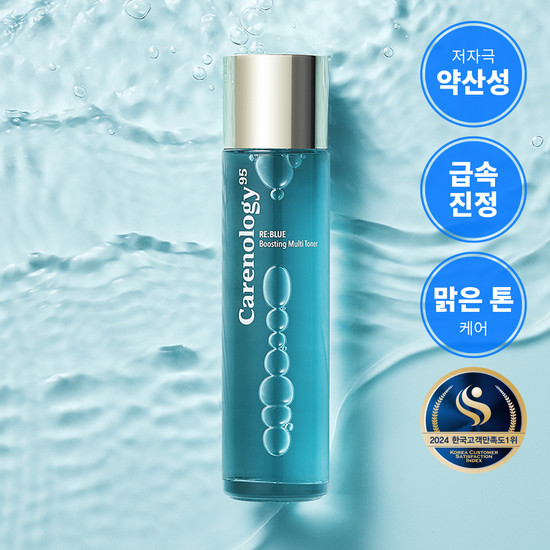 Carenology95
RE:BLUE
Boosting Multi Toner
저자극
약산성
급속
진정
맑은 톤
케어
2024 한국고객만족도1위
KOREA CUSTOMER
SATISFACTION
INDEX